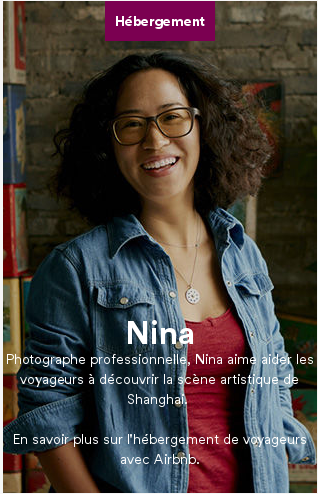 Hébergement
Nina
Photographe professionnelle, Nina aime aider les
voyageurs à découvrir la scène artistique de
Shanghai.
En savoir plus sur l'hébergement de voyageurs
avec Airbnb.